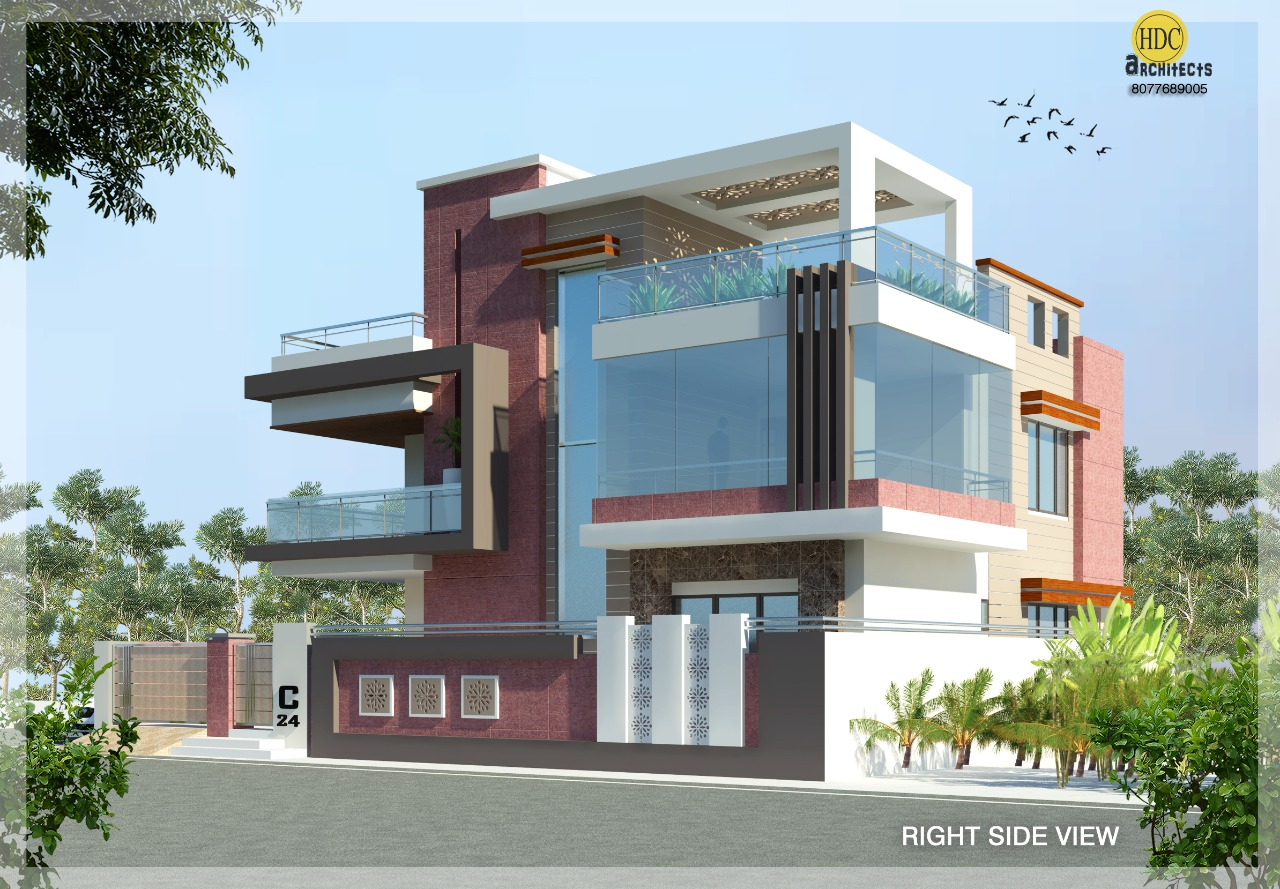 HDC
aRCHiTecTs
8077689005
C
24
RIGHT SIDE VIEW